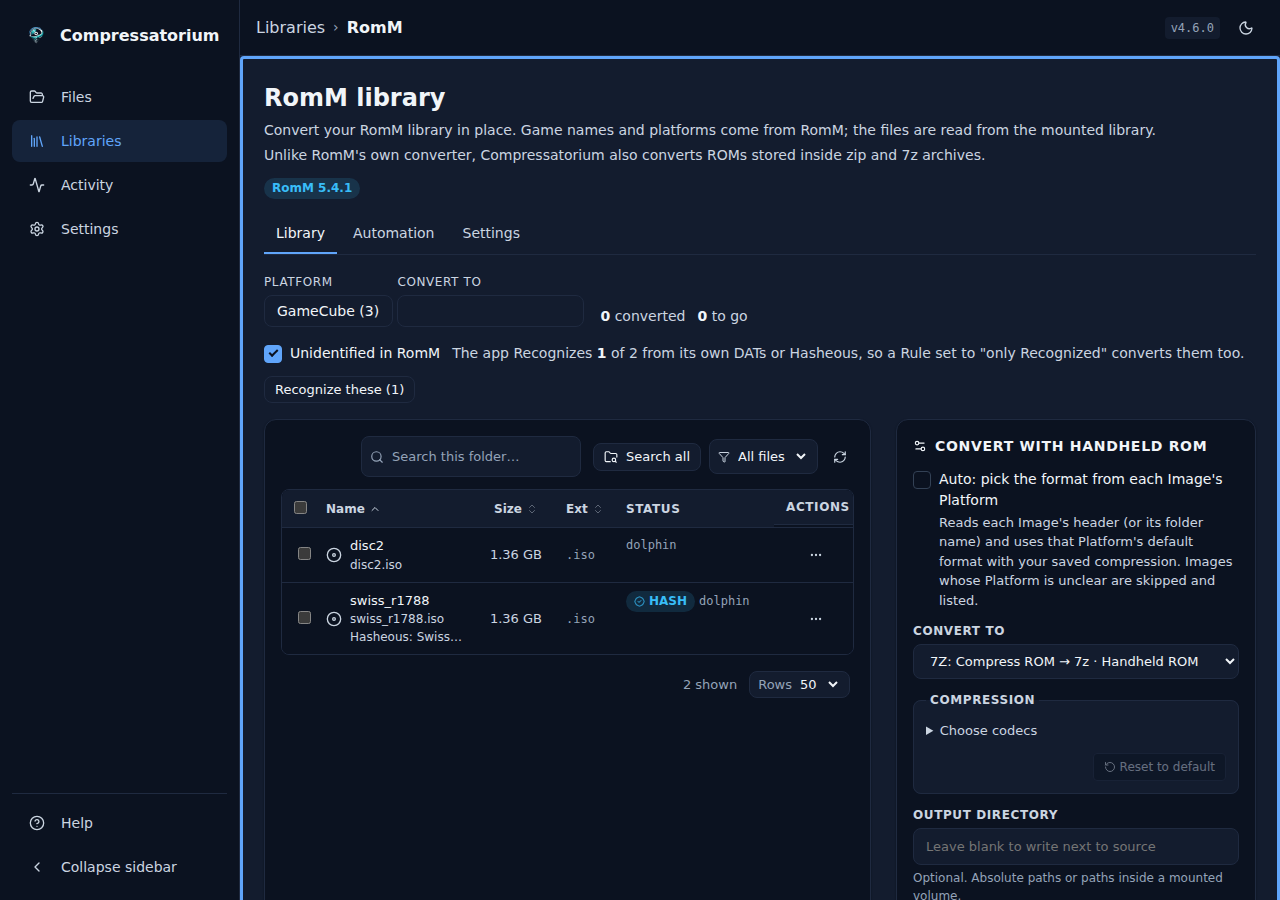 Compressatorium
Libraries › RomM
v4.6.0
Files
Libraries
Activity
Settings
Help
Collapse sidebar
RomM library
Convert your RomM library in place. Game names and platforms come from RomM; the files are read from the mounted library.
Unlike RomM's own converter, Compressatorium also converts ROMs stored inside zip and 7z archives.
RomM 5.4.1
Library Automation Settings
PLATFORM CONVERT TO
GameCube (3)
0 converted 0 to go
Unidentified in RomM The app Recognizes 1 of 2 from its own DATs or Hasheous, so a Rule set to "only Recognized" converts them too.
Recognize these (1)
Search this folder…
Search all
All files
Name Size Ext STATUS ACTIONS
disc2 1.36 GB .iso dolphin
disc2.iso
swiss_r1788 1.36 GB .iso HASH dolphin
swiss_r1788.iso
Hasheous: Swiss…
2 shown Rows 50
CONVERT WITH HANDHELD ROM
Auto: pick the format from each Image's
Platform
Reads each Image's header (or its folder
name) and uses that Platform's default
format with your saved compression. Images
whose Platform is unclear are skipped and
listed.
CONVERT TO
7Z: Compress ROM → 7z · Handheld ROM
COMPRESSION
Choose codecs
Reset to default
OUTPUT DIRECTORY
Leave blank to write next to source
Optional. Absolute paths or paths inside a mounted
volume.